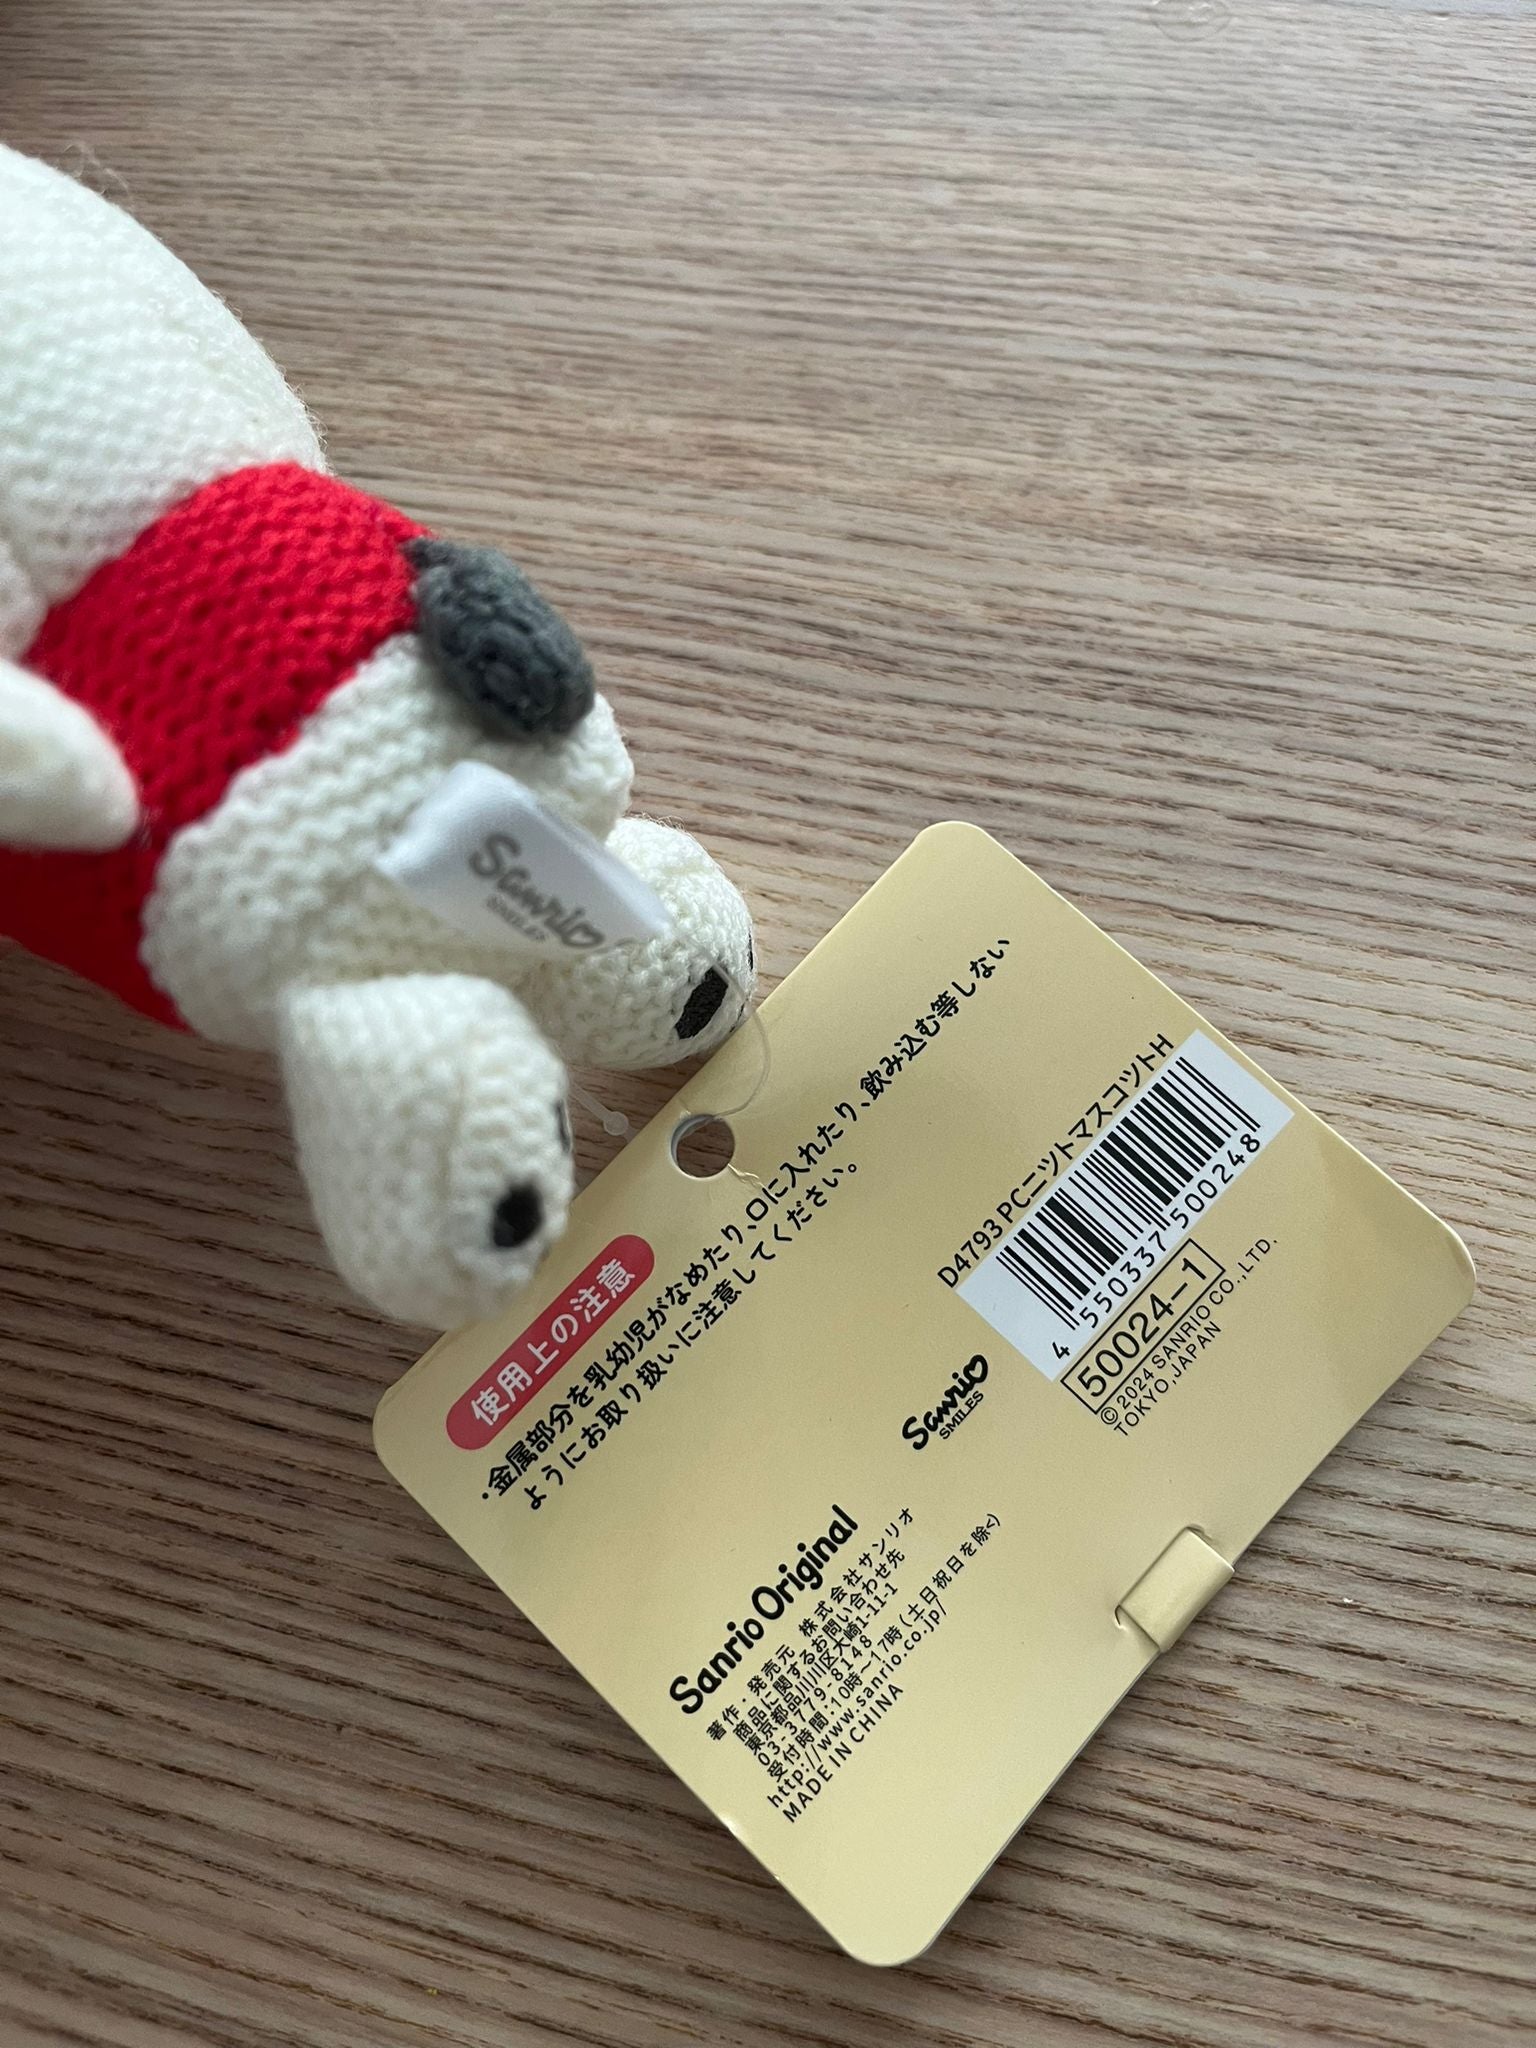 Sanrio
SMILES
使用上の注意
・金属部分を乳幼児がなめたり、口に入れたり、飲み込む等しない
ようにお取り扱いに注意してください。
D4793 PCニットマスコットH
4 550337 500248
50024-1
© 2024 SANRIO CO.,LTD.
TOKYO,JAPAN
Sanrio
SMILES
Sanrio Original
著作・発売元 株式会社サンリオ
商品に関するお問い合わせ先
東京都品川区大崎1-11-1
03-3779-8148
受付時間:10時〜17時(土日祝日を除く)
http://www.sanrio.co.jp/
MADE IN CHINA